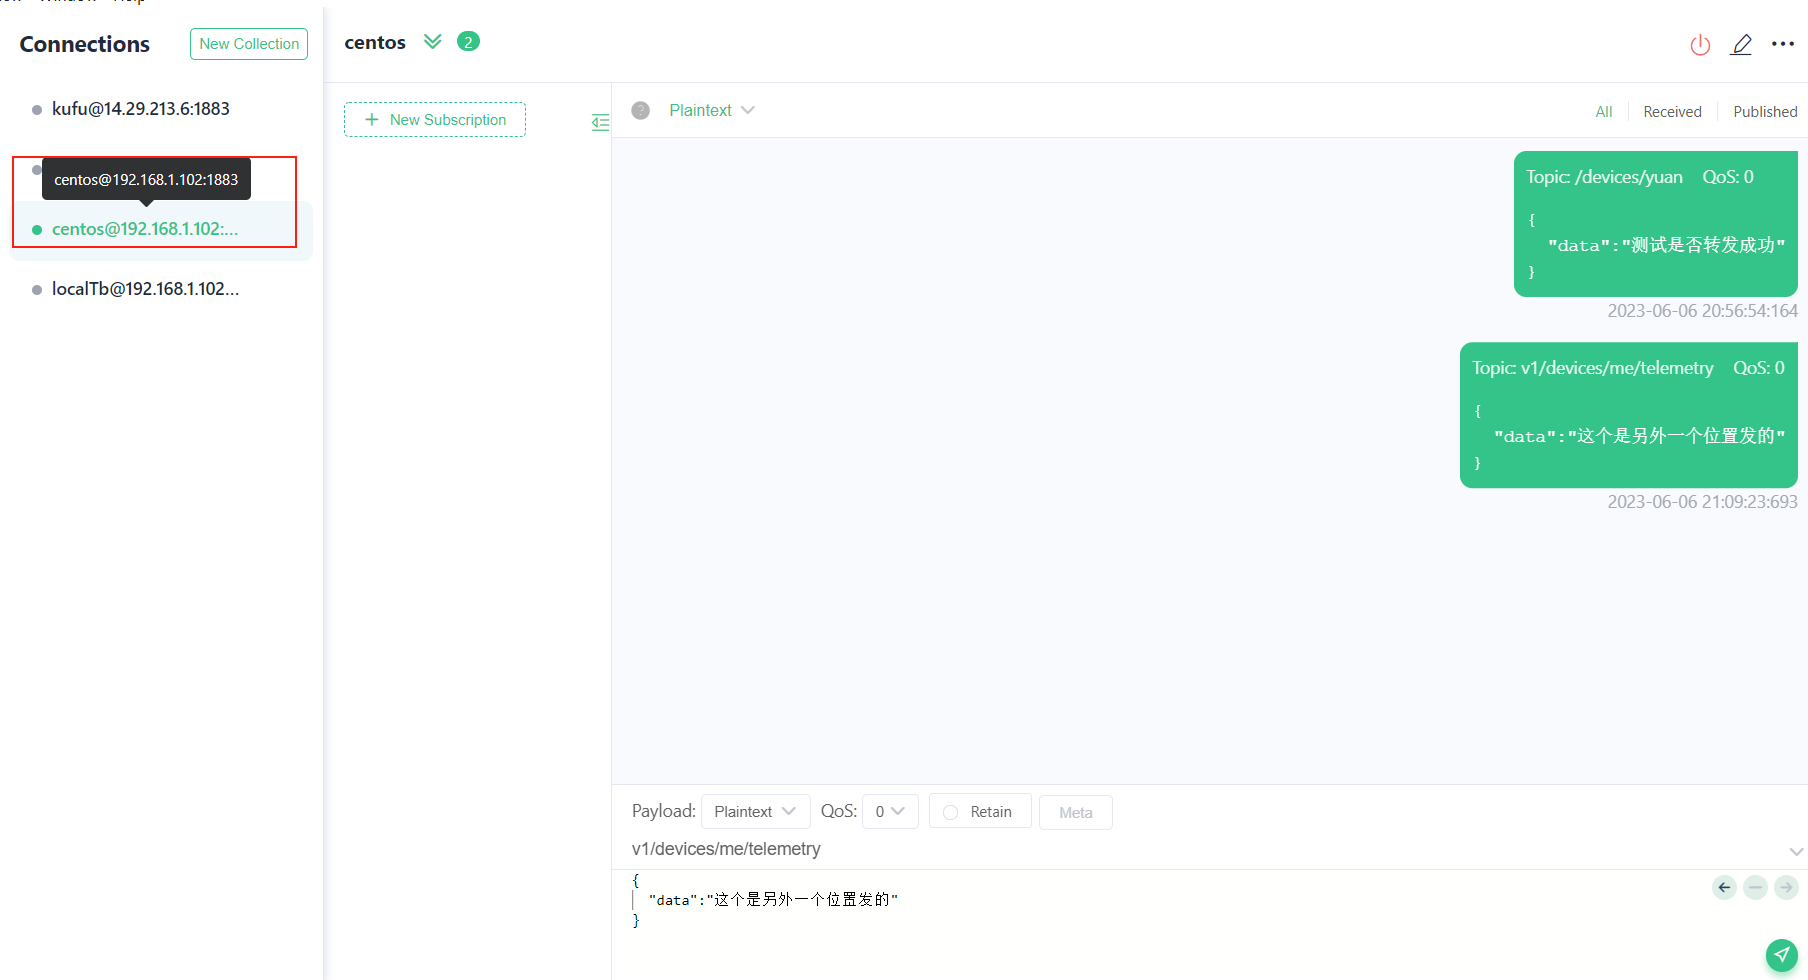 Connections
New Collection
kufu@14.29.213.6:1883
centos@192.168.1.102:1883
centos@192.168.1.102:...
localTb@192.168.1.102...
centos 2
New Subscription
? Plaintext
All Received Published
Topic: /devices/yuan QoS: 0
{
"data":"测试是否转发成功"
}
2023-06-06 20:56:54:164
Topic: v1/devices/me/telemetry QoS: 0
{
"data":"这个是另外一个位置发的"
}
2023-06-06 21:09:23:693
Payload: Plaintext QoS: 0 Retain Meta
v1/devices/me/telemetry
{
"data":"这个是另外一个位置发的"
}